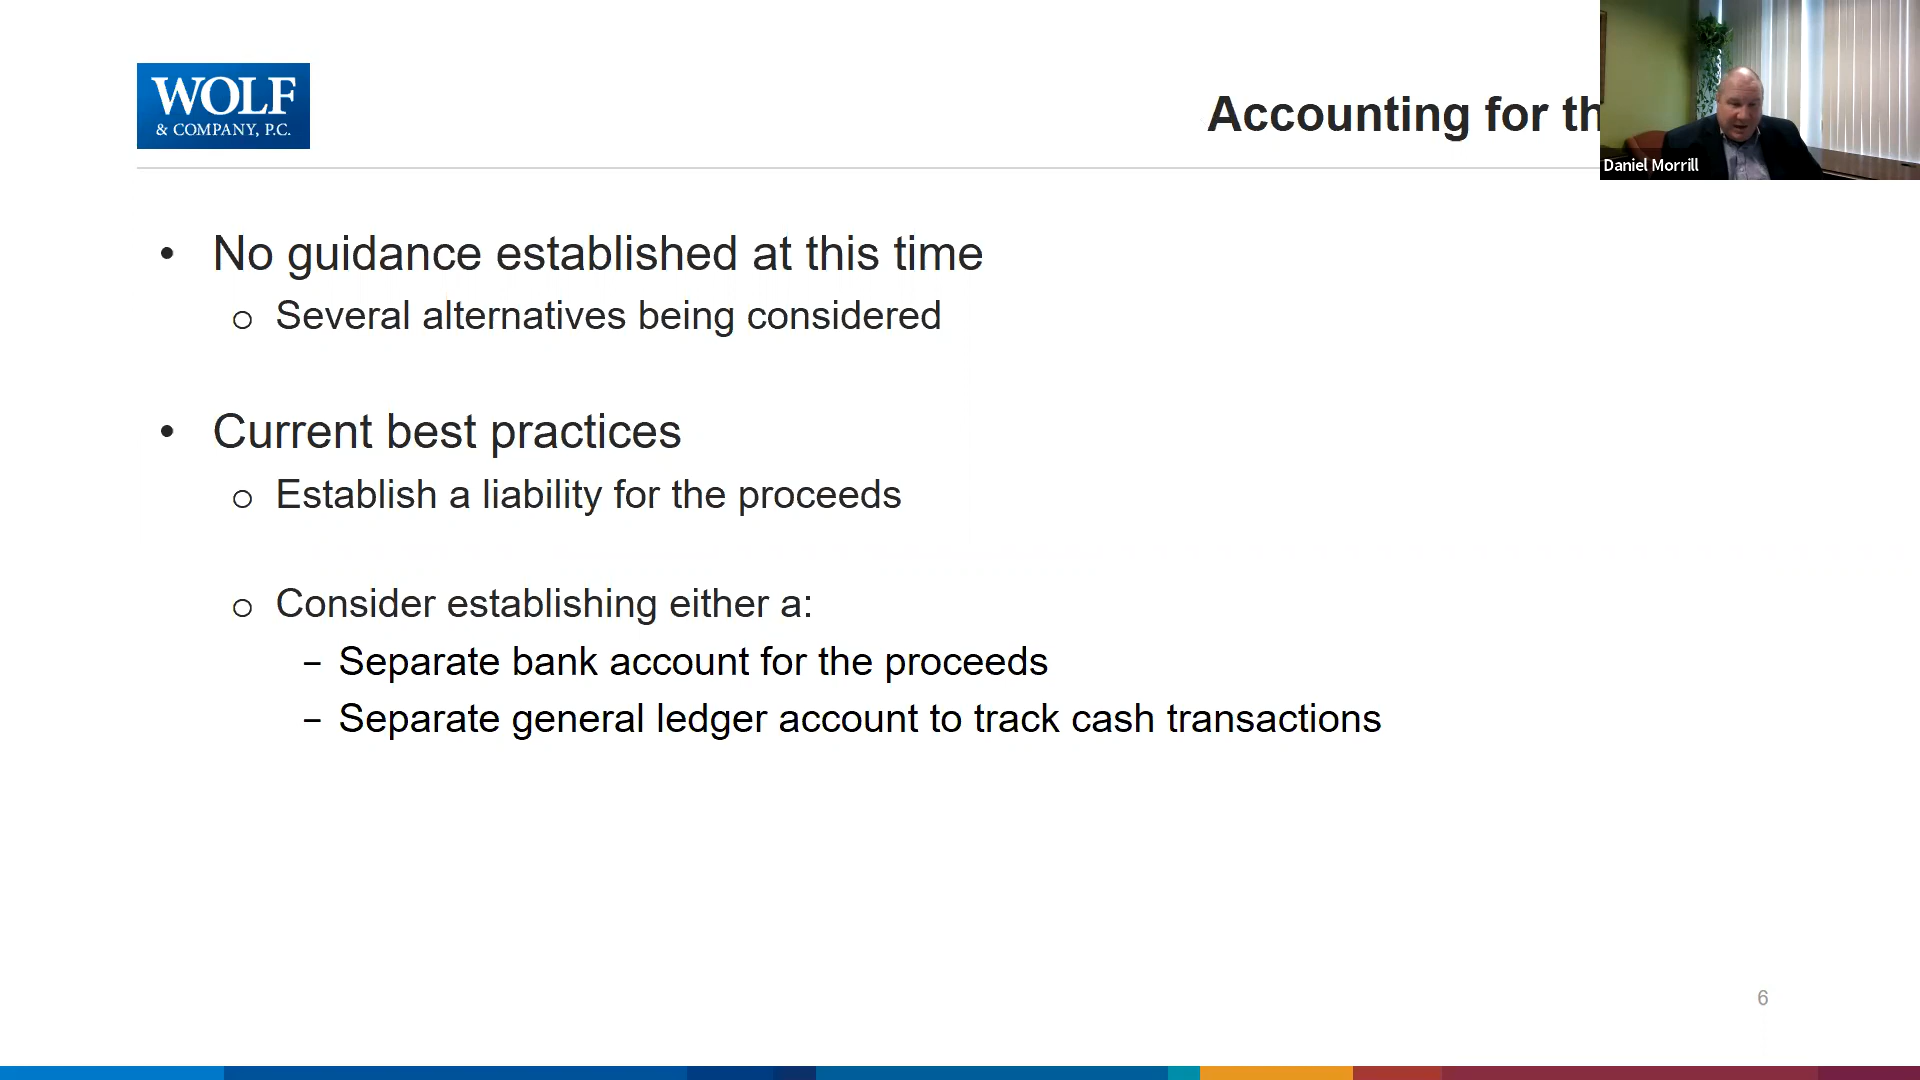 WOLF
& COMPANY, P.C.
Accounting for
Daniel Morrill
• No guidance established at this time
o Several alternatives being considered
• Current best practices
o Establish a liability for the proceeds
o Consider establishing either a:
– Separate bank account for the proceeds
– Separate general ledger account to track cash transactions
6